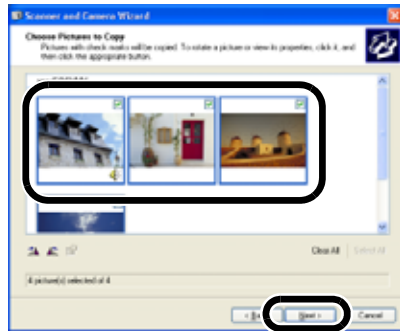 Scanner and Camera Wizard
Choose Pictures to Copy
Pictures with check marks will be copied. To rotate a picture or view its properties, click it, and
then click the appropriate button.
Clear All
Select All
4 picture(s) selected of 4
Next >
Cancel